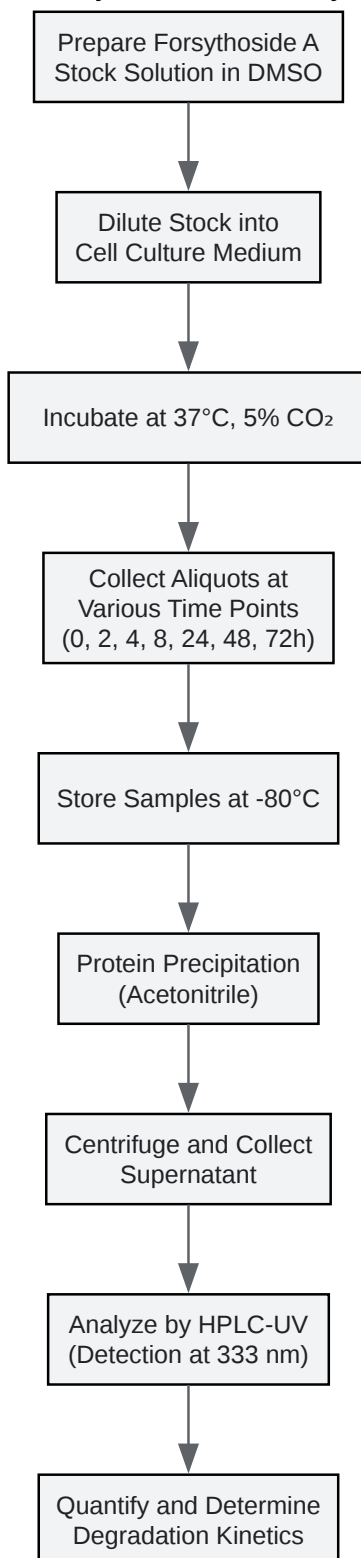 Prepare Forsythoside A
Stock Solution in DMSO
Dilute Stock into
Cell Culture Medium
Incubate at 37°C, 5% CO₂
Collect Aliquots at
Various Time Points
(0, 2, 4, 8, 24, 48, 72h)
Store Samples at -80°C
Protein Precipitation
(Acetonitrile)
Centrifuge and Collect
Supernatant
Analyze by HPLC-UV
(Detection at 333 nm)
Quantify and Determine
Degradation Kinetics